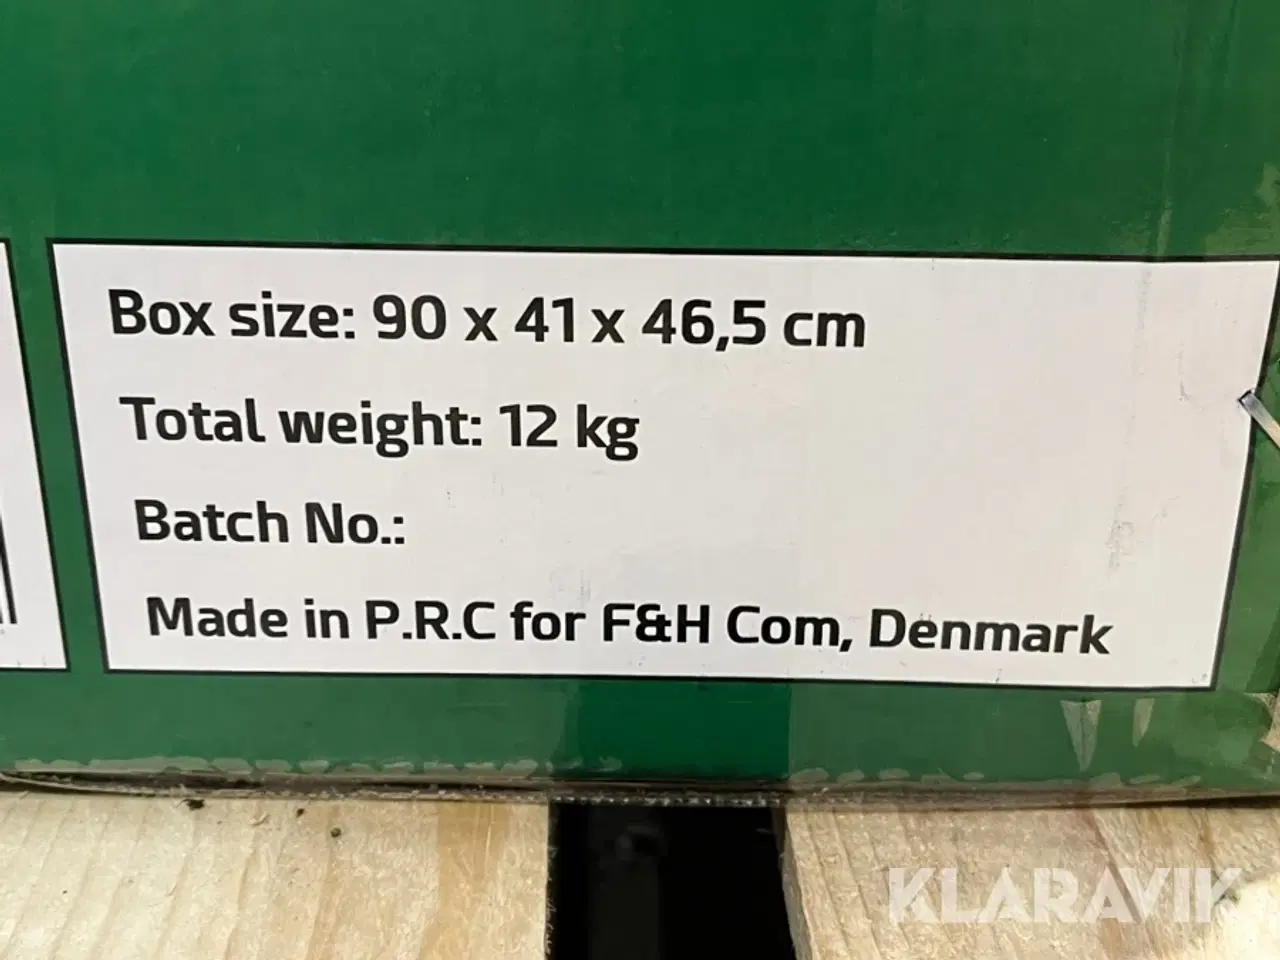 Box size: 90 x 41 x 46,5 cm
Total weight: 12 kg
Batch No.:
Made in P.R.C for F&H Com, Denmark
KLARAVIK